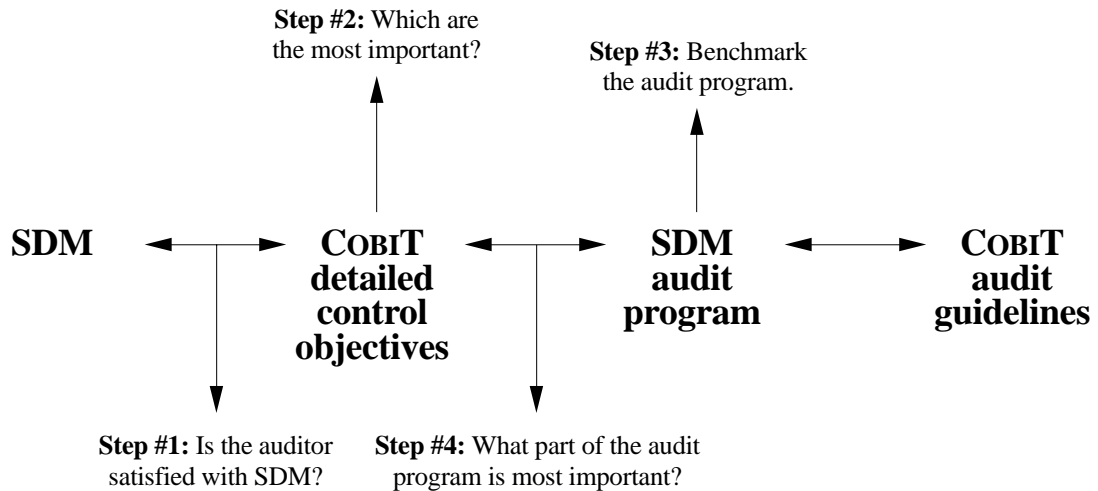 Step #2: Which are
the most important?
Step #3: Benchmark
the audit program.
SDM
COBIT
detailed
control
objectives
SDM
audit
program
COBIT
audit
guidelines
Step #1: Is the auditor
satisfied with SDM?
Step #4: What part of the audit
program is most important?